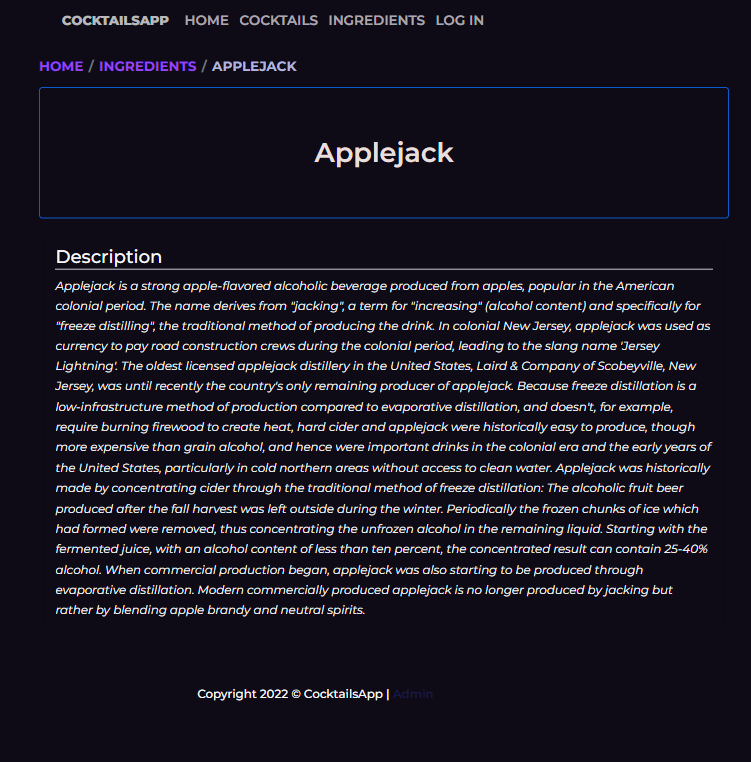 COCKTAILSAPP HOME COCKTAILS INGREDIENTS LOG IN
HOME / INGREDIENTS / APPLEJACK
Applejack
Description
Applejack is a strong apple-flavored alcoholic beverage produced from apples, popular in the American
colonial period. The name derives from "jacking", a term for "increasing" (alcohol content) and specifically for
"freeze distilling", the traditional method of producing the drink. In colonial New Jersey, applejack was used as
currency to pay road construction crews during the colonial period, leading to the slang name 'Jersey
Lightning'. The oldest licensed applejack distillery in the United States, Laird & Company of Scobeyville, New
Jersey, was until recently the country's only remaining producer of applejack. Because freeze distillation is a
low-infrastructure method of production compared to evaporative distillation, and doesn't, for example,
require burning firewood to create heat, hard cider and applejack were historically easy to produce, though
more expensive than grain alcohol, and hence were important drinks in the colonial era and the early years of
the United States, particularly in cold northern areas without access to clean water. Applejack was historically
made by concentrating cider through the traditional method of freeze distillation: The alcoholic fruit beer
produced after the fall harvest was left outside during the winter. Periodically the frozen chunks of ice which
had formed were removed, thus concentrating the unfrozen alcohol in the remaining liquid. Starting with the
fermented juice, with an alcohol content of less than ten percent, the concentrated result can contain 25-40%
alcohol. When commercial production began, applejack was also starting to be produced through
evaporative distillation. Modern commercially produced applejack is no longer produced by jacking but
rather by blending apple brandy and neutral spirits.
Copyright 2022 © CocktailsApp | Admin